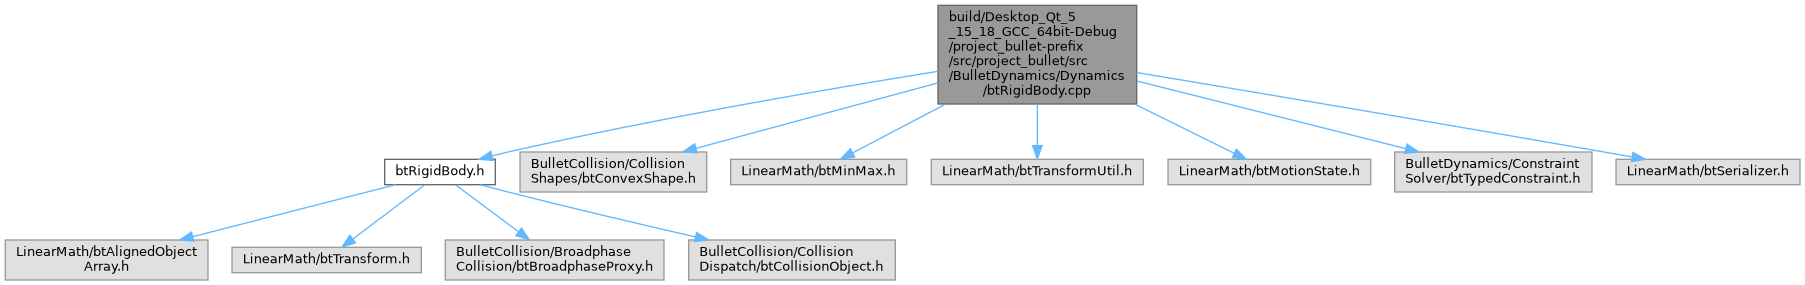 build/Desktop_Qt_5
_15_18_GCC_64bit-Debug
/project_bullet-prefix
/src/project_bullet/src
/BulletDynamics/Dynamics
/btRigidBody.cpp
btRigidBody.h
BulletCollision/Collision
Shapes/btConvexShape.h
LinearMath/btMinMax.h
LinearMath/btTransformUtil.h
LinearMath/btMotionState.h
BulletDynamics/Constraint
Solver/btTypedConstraint.h
LinearMath/btSerializer.h
LinearMath/btAlignedObject
Array.h
LinearMath/btTransform.h
BulletCollision/Broadphase
Collision/btBroadphaseProxy.h
BulletCollision/Collision
Dispatch/btCollisionObject.h